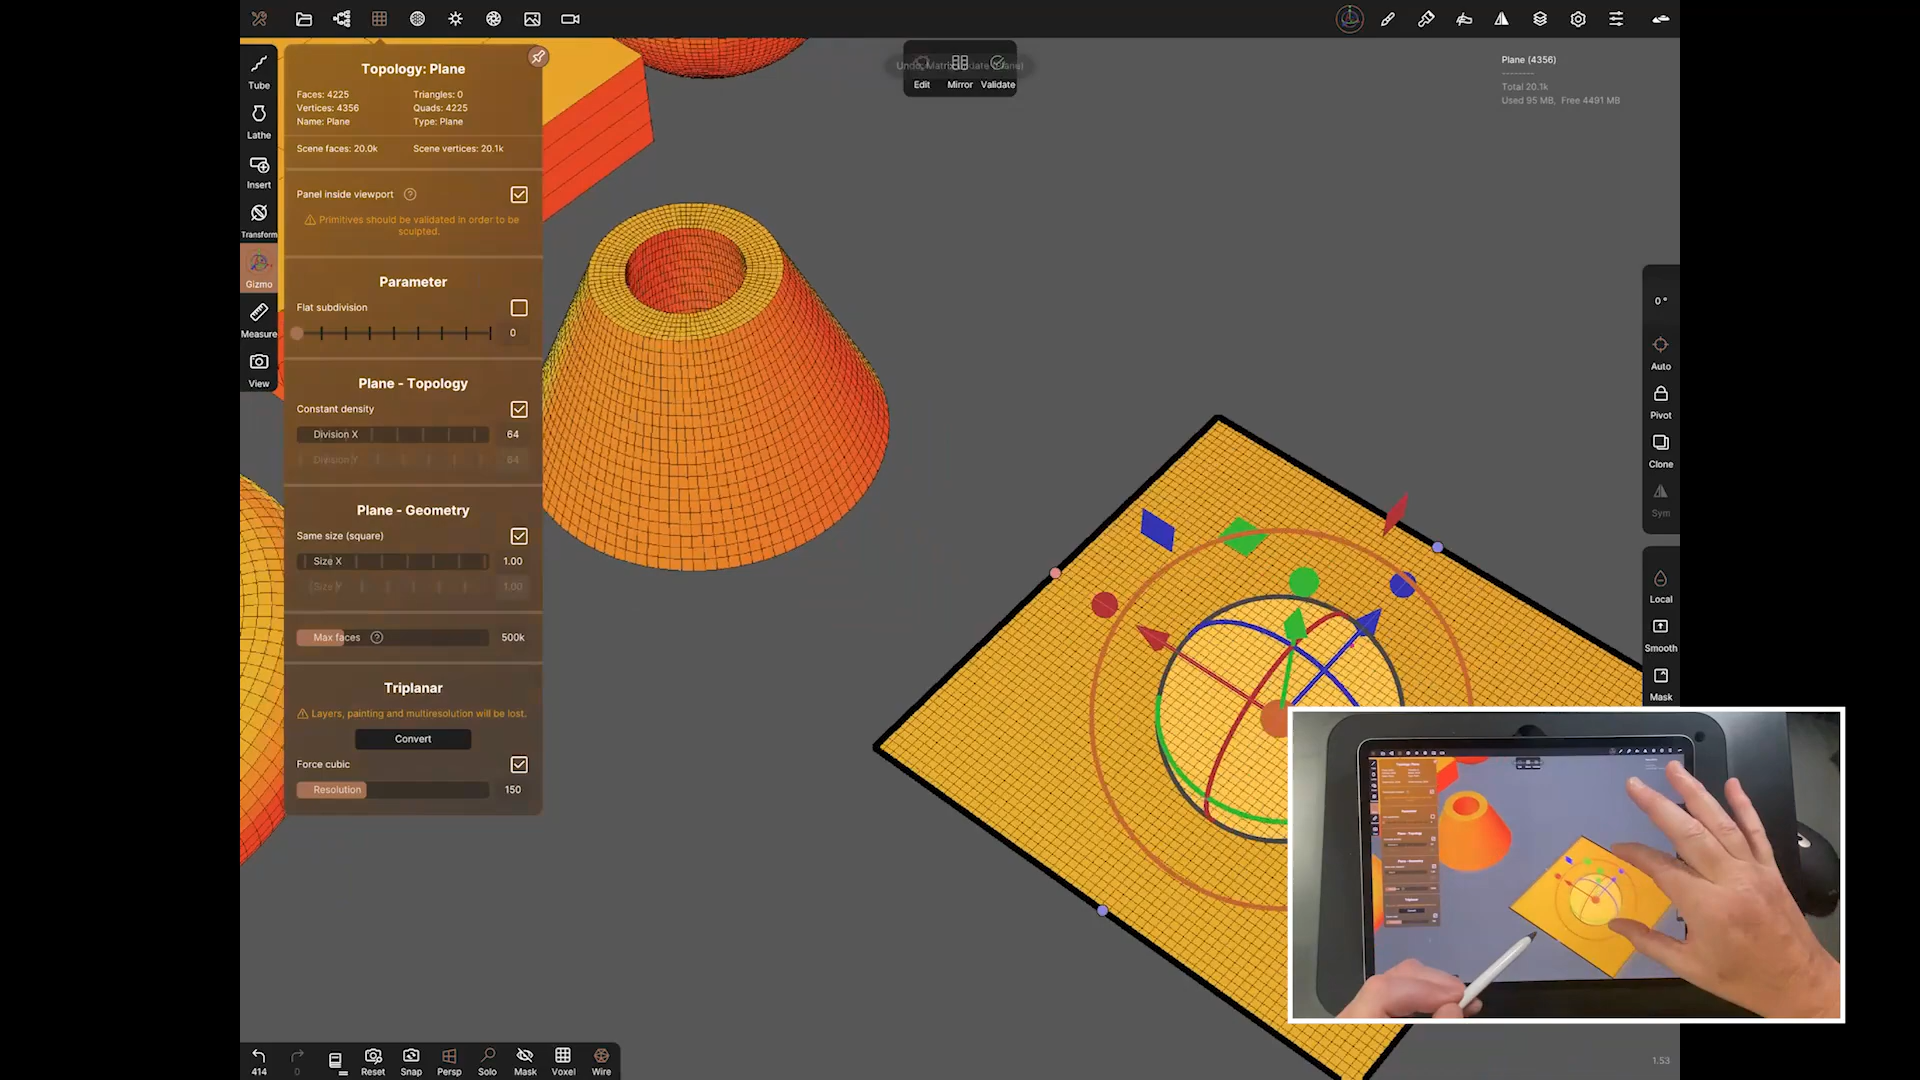 Tube
Lathe
Insert
Transform
Gizmo
Measure
View
Topology: Plane
Faces: 4225
Triangles: 0
Vertices: 4356
Quads: 4225
Name: Plane
Type: Plane
Scene faces: 20.0k
Scene vertices: 20.1k
Panel inside viewport ?
Primitives should be validated in order to be
sculpted.
Parameter
Flat subdivision
0
Plane - Topology
Constant density
Division X 64
Division Y 64
Plane - Geometry
Same size (square)
Size X 1.00
Size Y 1.00
Max faces ? 500k
Triplanar
Layers, painting and multiresolution will be lost.
Convert
Force cubic
Resolution 150
Edit Mirror Validate
Plane (4356)
--------
Total 20.1k
Used 95 MB, Free 4491 MB
0°
Auto
Pivot
Clone
Sym
Local
Smooth
Mask
414
0
Reset
Snap
Persp
Solo
Mask
Voxel
Wire
1.53